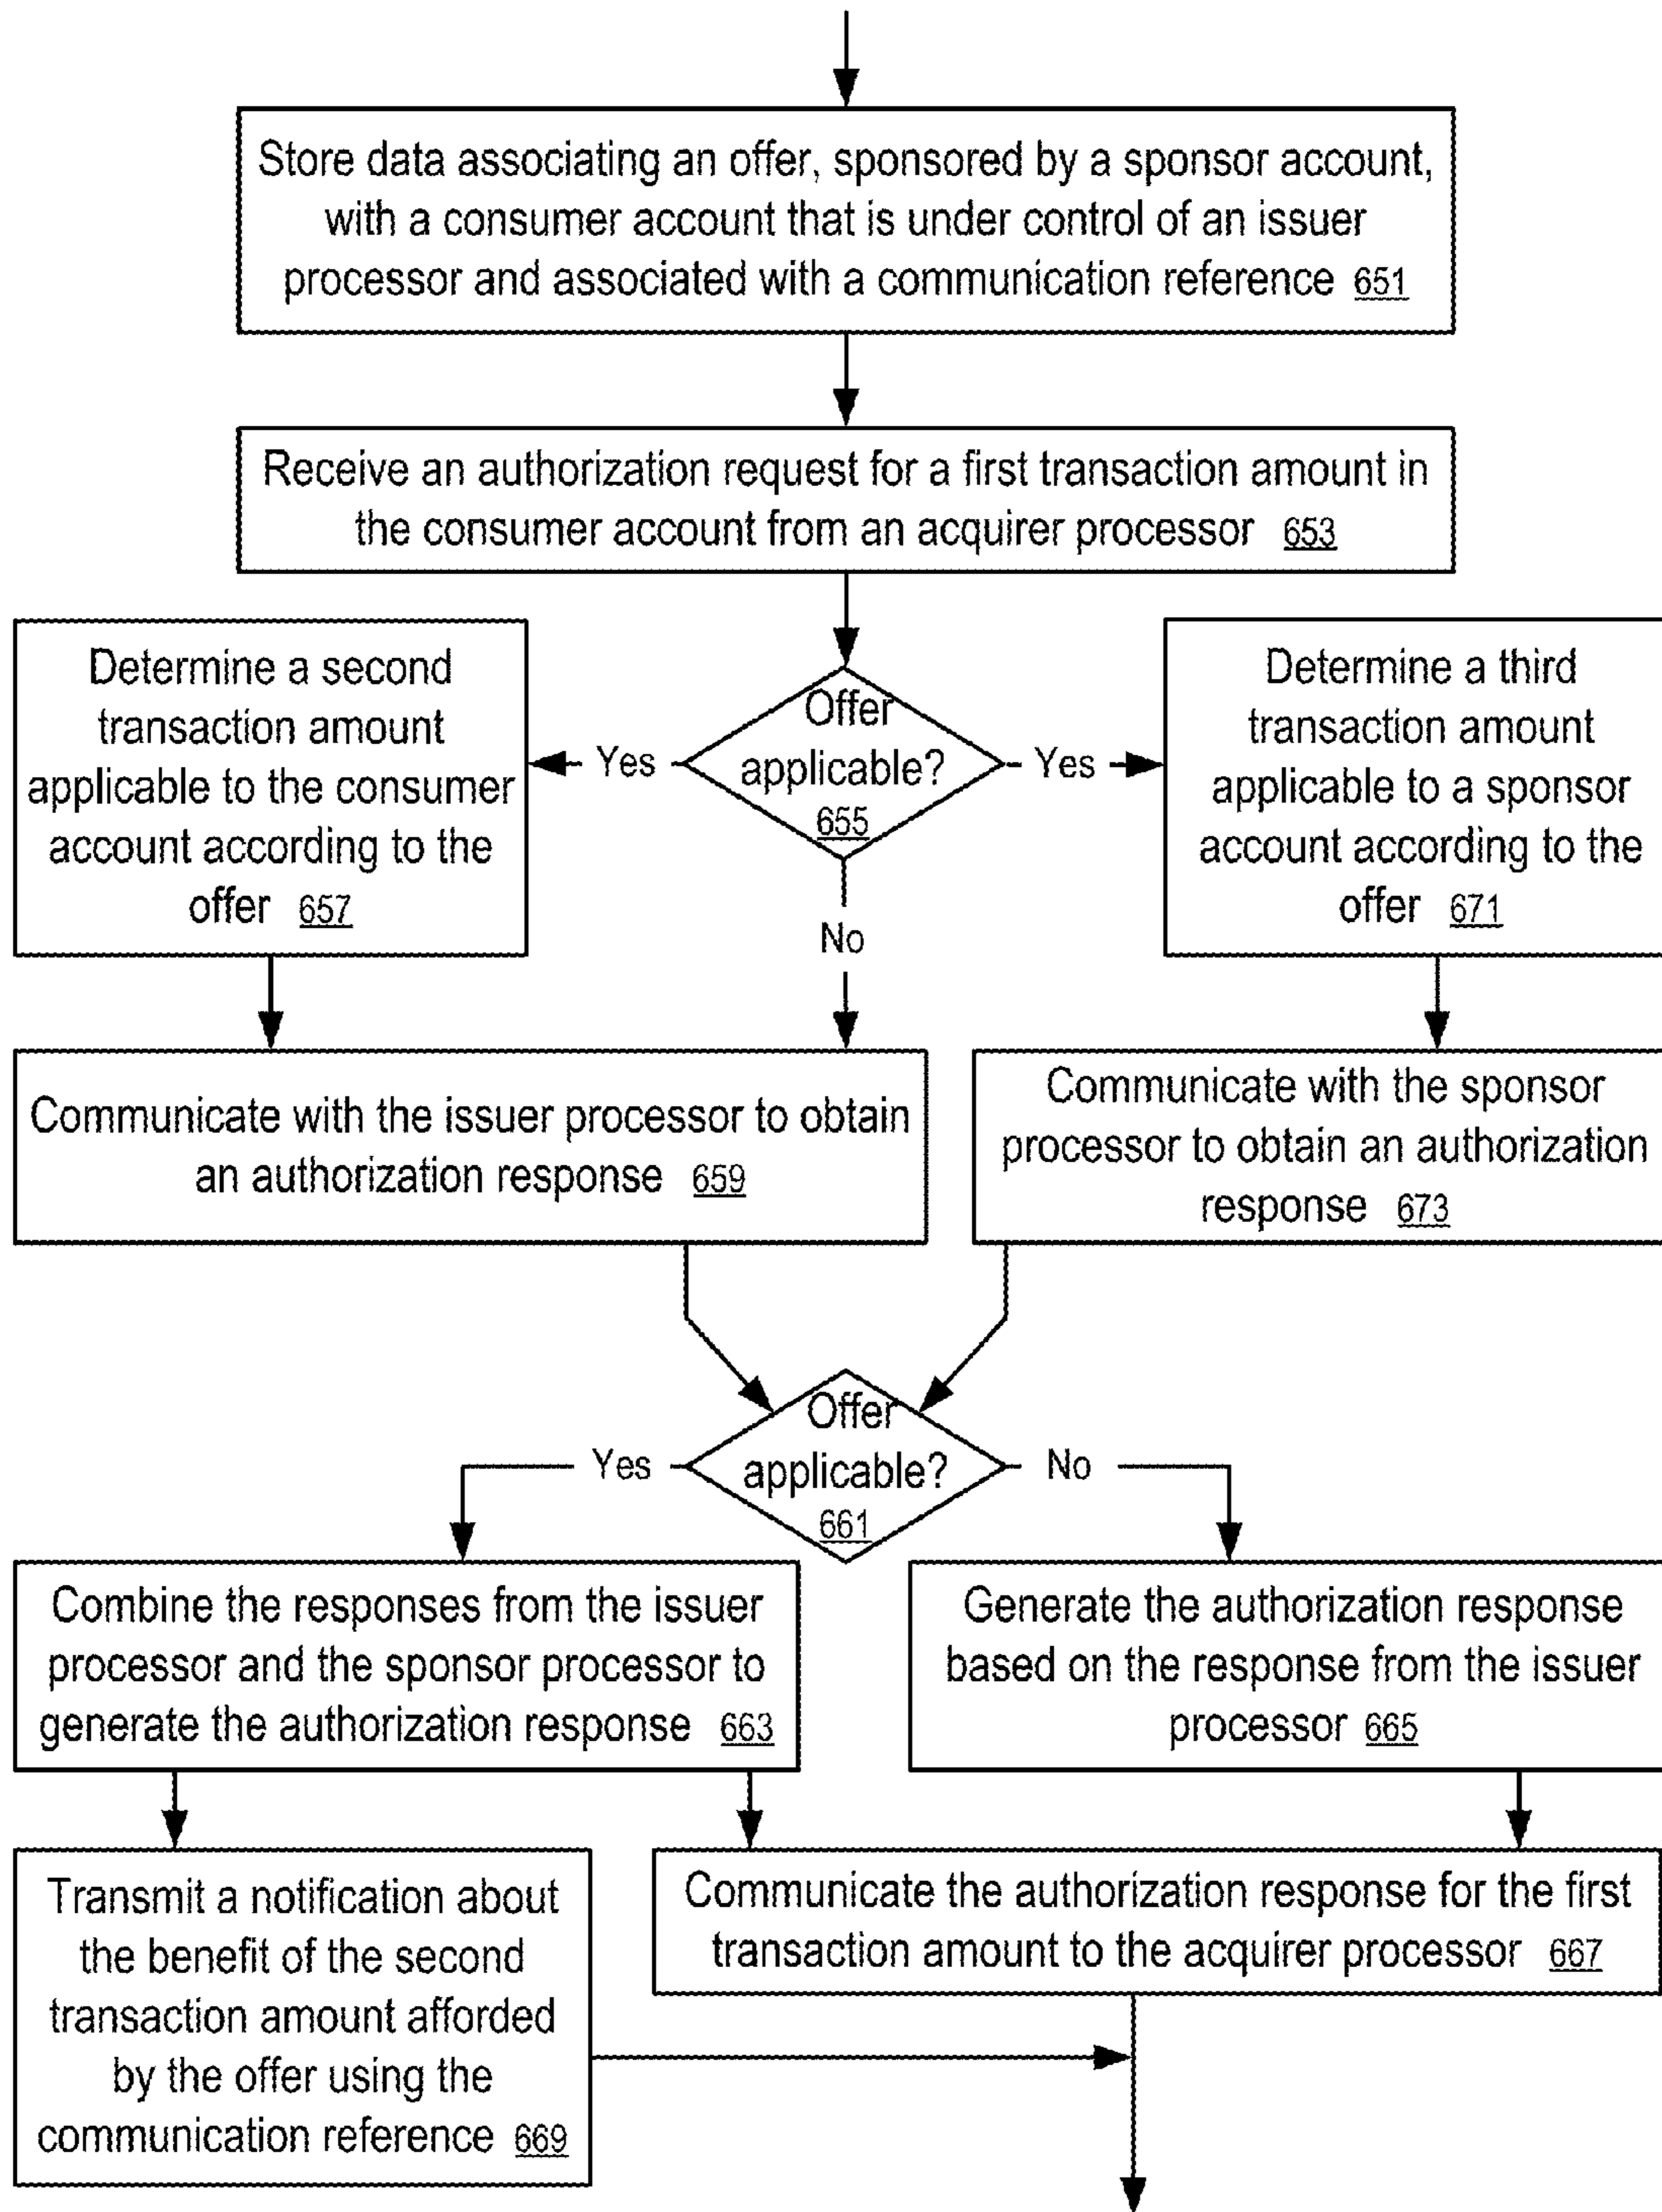 Store data associating an offer, sponsored by a sponsor account,
with a consumer account that is under control of an issuer
processor and associated with a communication reference 651
Receive an authorization request for a first transaction amount in
the consumer account from an acquirer processor 653
Determine a second
transaction amount
applicable to the consumer
account according to the
offer 657
Yes
Offer
applicable?
655
Yes
No
Determine a third
transaction amount
applicable to a sponsor
account according to the
offer 671
Communicate with the issuer processor to obtain
an authorization response 659
Communicate with the sponsor
processor to obtain an authorization
response 673
Yes
Offer
applicable?
661
No
Combine the responses from the issuer
processor and the sponsor processor to
generate the authorization response 663
Generate the authorization response
based on the response from the issuer
processor 665
Transmit a notification about
the benefit of the second
transaction amount afforded
by the offer using the
communication reference 669
Communicate the authorization response for the first
transaction amount to the acquirer processor 667